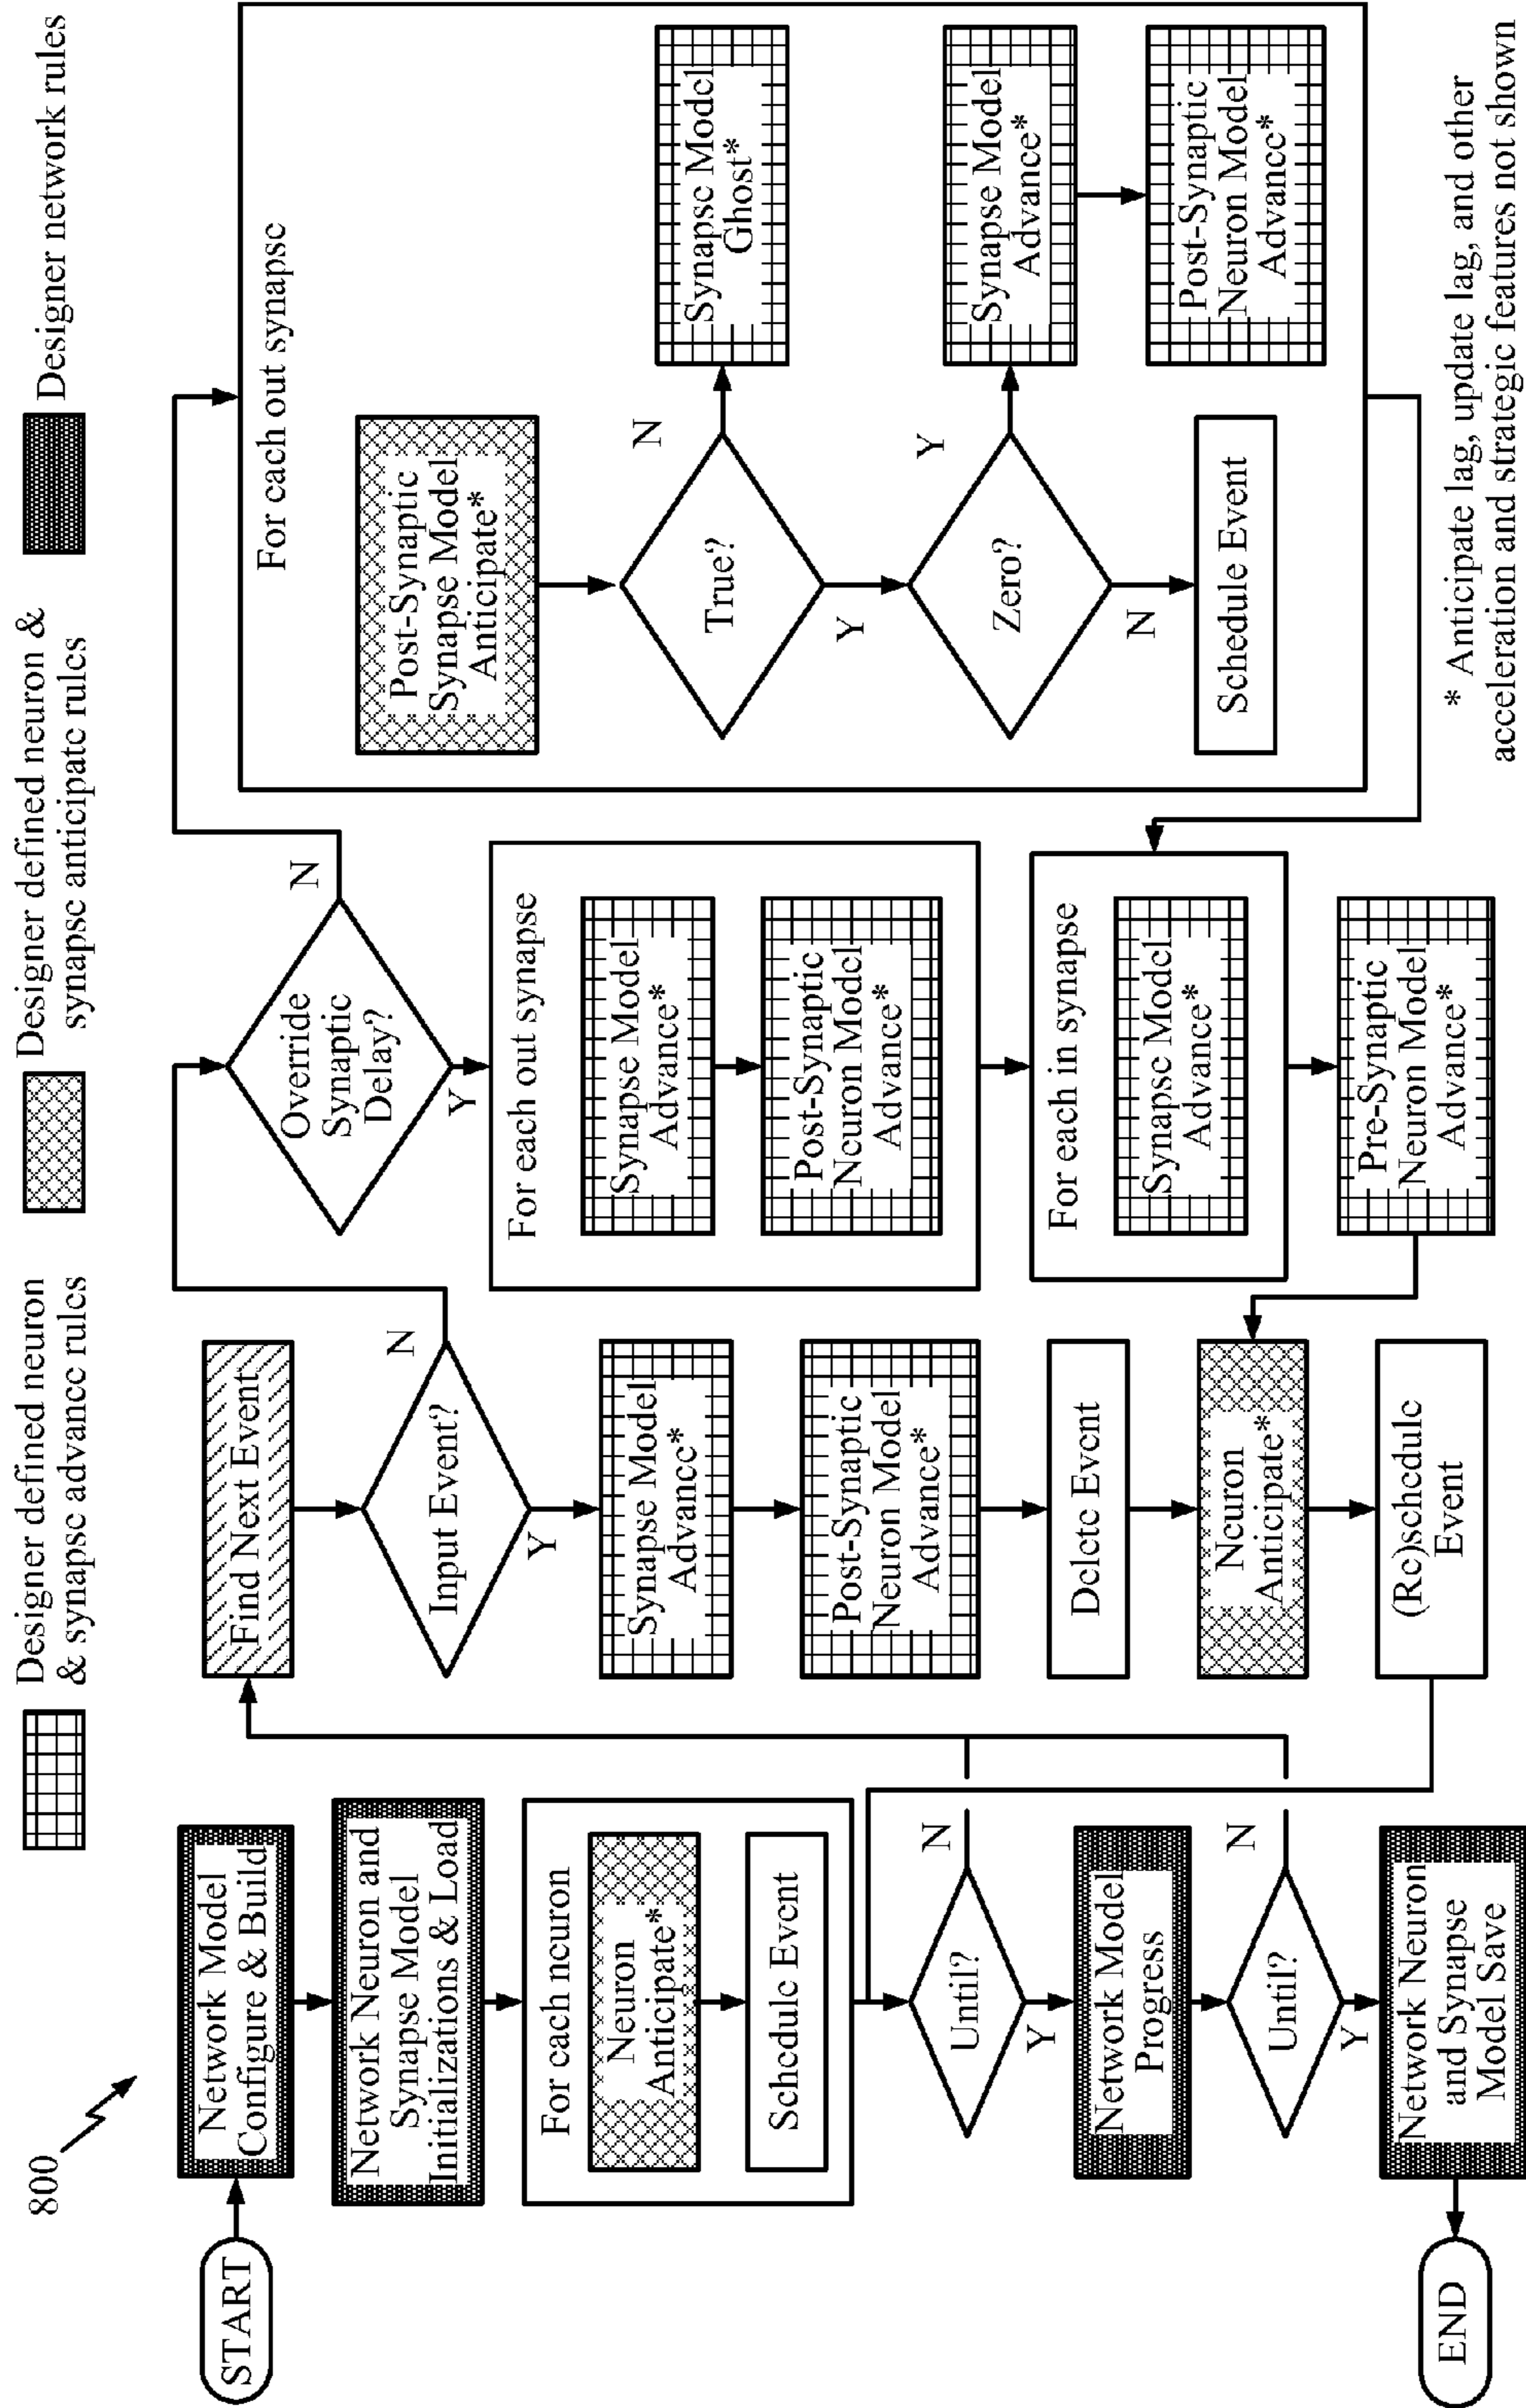 Designer defined neuron
& synapse advance rules
Designer defined neuron &
synapse anticipate rules
Designer network rules
800
START
Network Model
Configure & Build
Network Neuron and
Synapse Model
Initializations & Load
For each neuron
Neuron
Anticipate*
Schedule Event
Until?
N
Y
Network Model
Progress
Until?
N
Y
Network Neuron
and Synapse
Model Save
END
Find Next Event
Input Event?
N
Y
Synapse Model
Advance*
Post-Synaptic
Neuron Model
Advance*
Delete Event
Neuron
Anticipate*
(Re)schedule
Event
Override
Synaptic
Delay?
N
Y
For each out synapse
Synapse Model
Advance*
Post-Synaptic
Neuron Model
Advance*
For each in synapse
Synapse Model
Advance*
Pre-Synaptic
Neuron Model
Advance*
For each out synapse
Post-Synaptic
Synapse Model
Anticipate*
True?
N
Y
Synapse Model
Ghost*
Zero?
Y
N
Synapse Model
Advance*
Post-Synaptic
Neuron Model
Advance*
Schedule Event
* Anticipate lag, update lag, and other
acceleration and strategic features not shown